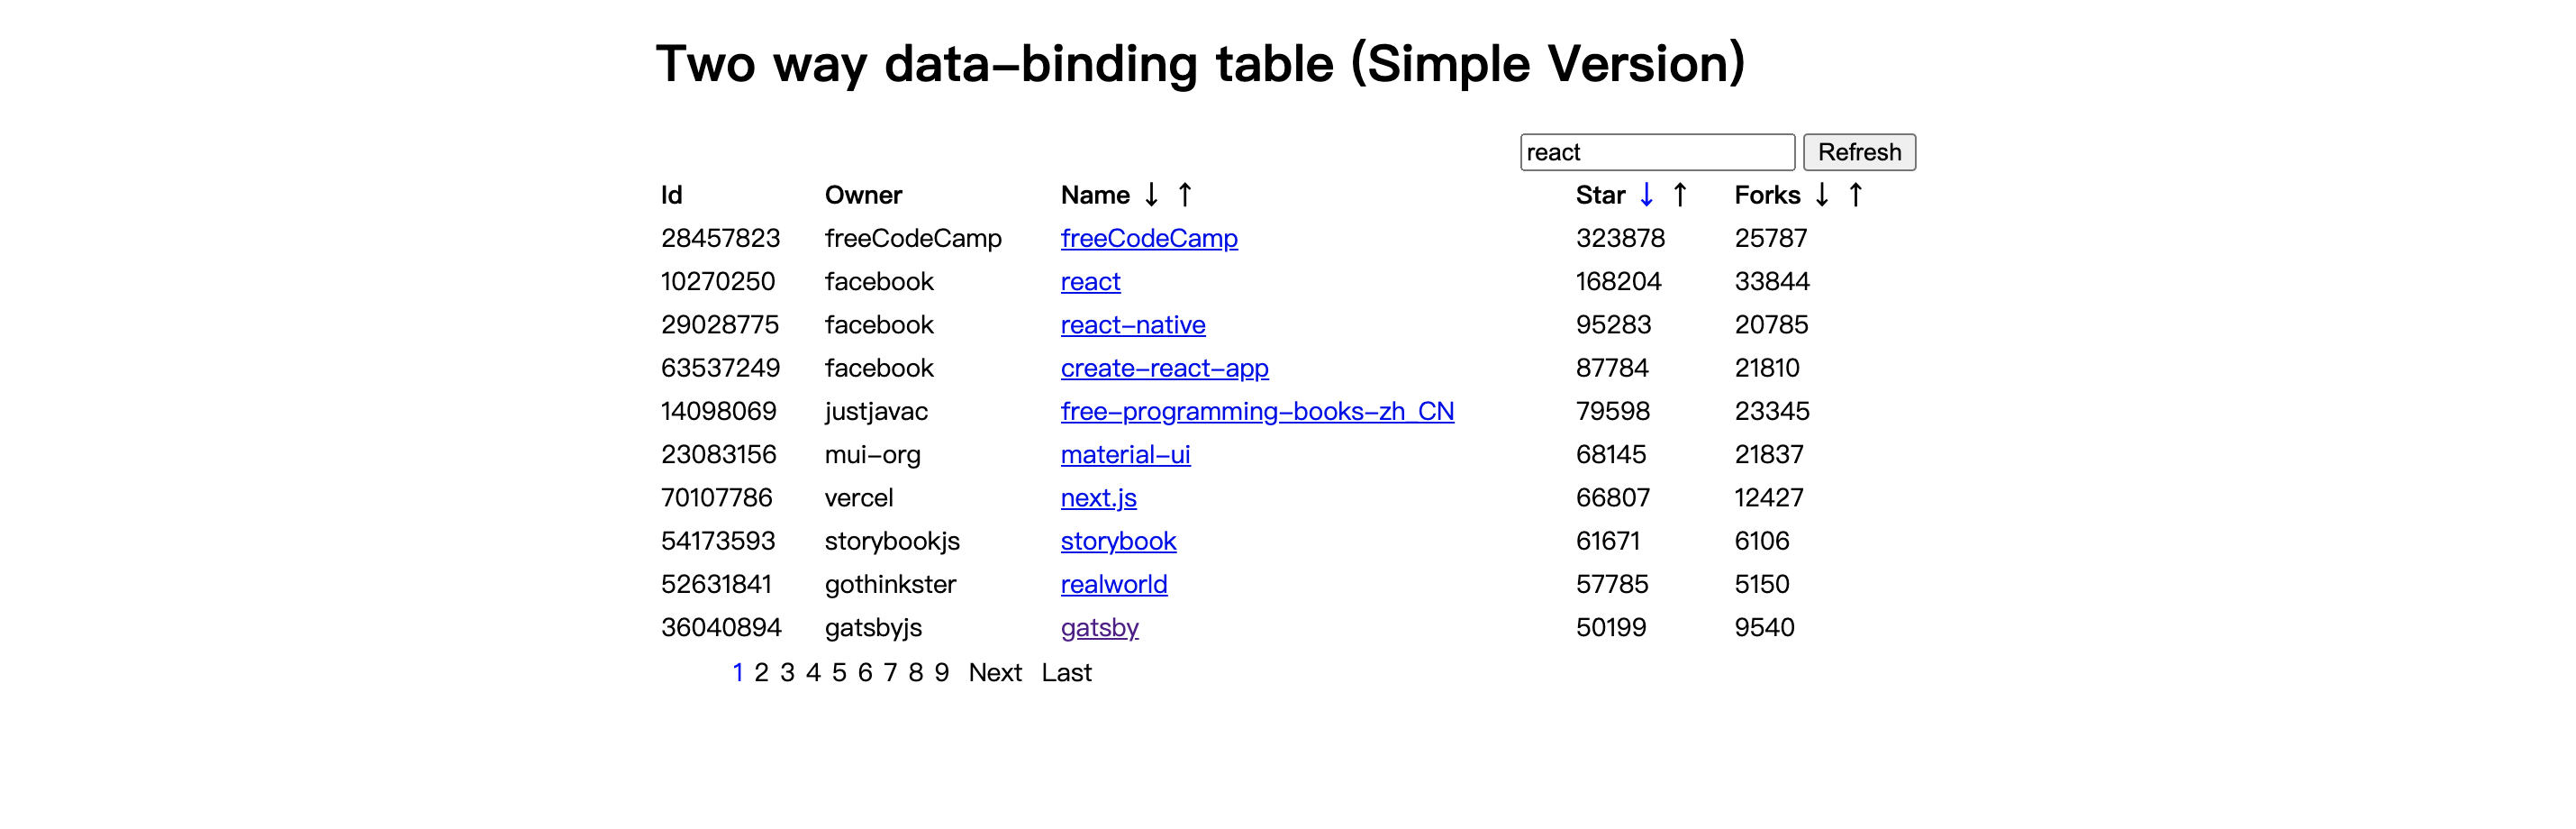 Two way data-binding table (Simple Version)
react Refresh
Id Owner Name ↓ ↑ Star ↓ ↑ Forks ↓ ↑
28457823 freeCodeCamp freeCodeCamp 323878 25787
10270250 facebook react 168204 33844
29028775 facebook react-native 95283 20785
63537249 facebook create-react-app 87784 21810
14098069 justjavac free-programming-books-zh_CN 79598 23345
23083156 mui-org material-ui 68145 21837
70107786 vercel next.js 66807 12427
54173593 storybookjs storybook 61671 6106
52631841 gothinkster realworld 57785 5150
36040894 gatsbyjs gatsby 50199 9540
1 2 3 4 5 6 7 8 9 Next Last